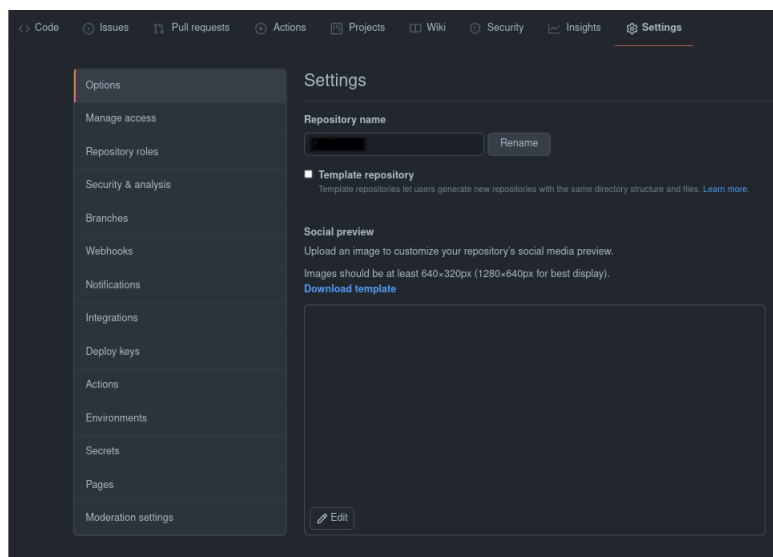 Code Issues Pull requests Actions Projects Wiki Security Insights Settings
Options
Manage access
Repository roles
Security & analysis
Branches
Webhooks
Notifications
Integrations
Deploy keys
Actions
Environments
Secrets
Pages
Moderation settings
Settings
Repository name
Rename
Template repository
Template repositories let users generate new repositories with the same directory structure and files. Learn more.
Social preview
Upload an image to customize your repository's social media preview.
Images should be at least 640×320px (1280×640px for best display).
Download template
Edit